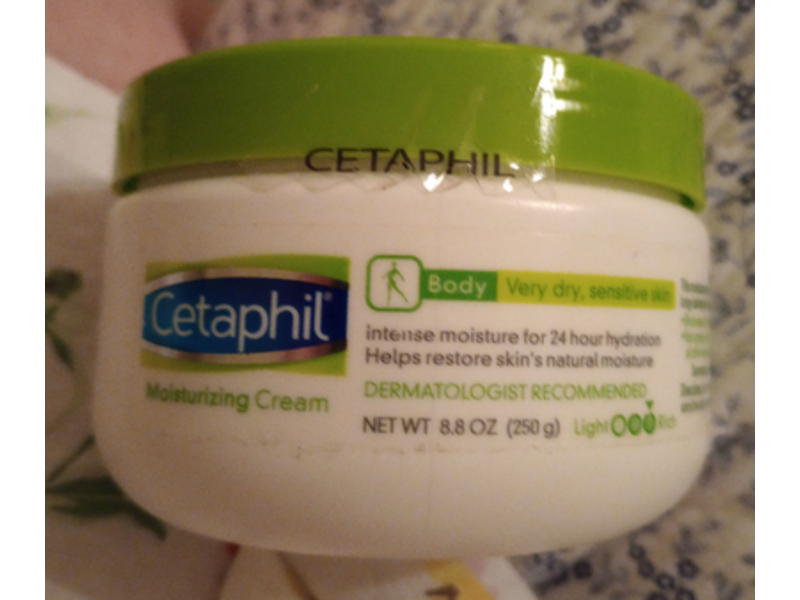 CETAPHIL
Cetaphil®
Moisturizing Cream
Body Very dry, sensitive skin
intense moisture for 24 hour hydration
Helps restore skin's natural moisture
DERMATOLOGIST RECOMMENDED
NET WT 8.8 OZ (250 g) Light Rich